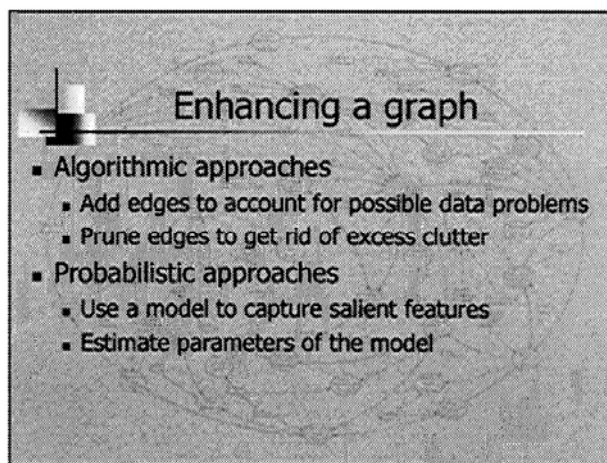 Enhancing a graph
▪ Algorithmic approaches
▪ Add edges to account for possible data problems
▪ Prune edges to get rid of excess clutter
▪ Probabilistic approaches
▪ Use a model to capture salient features
▪ Estimate parameters of the model